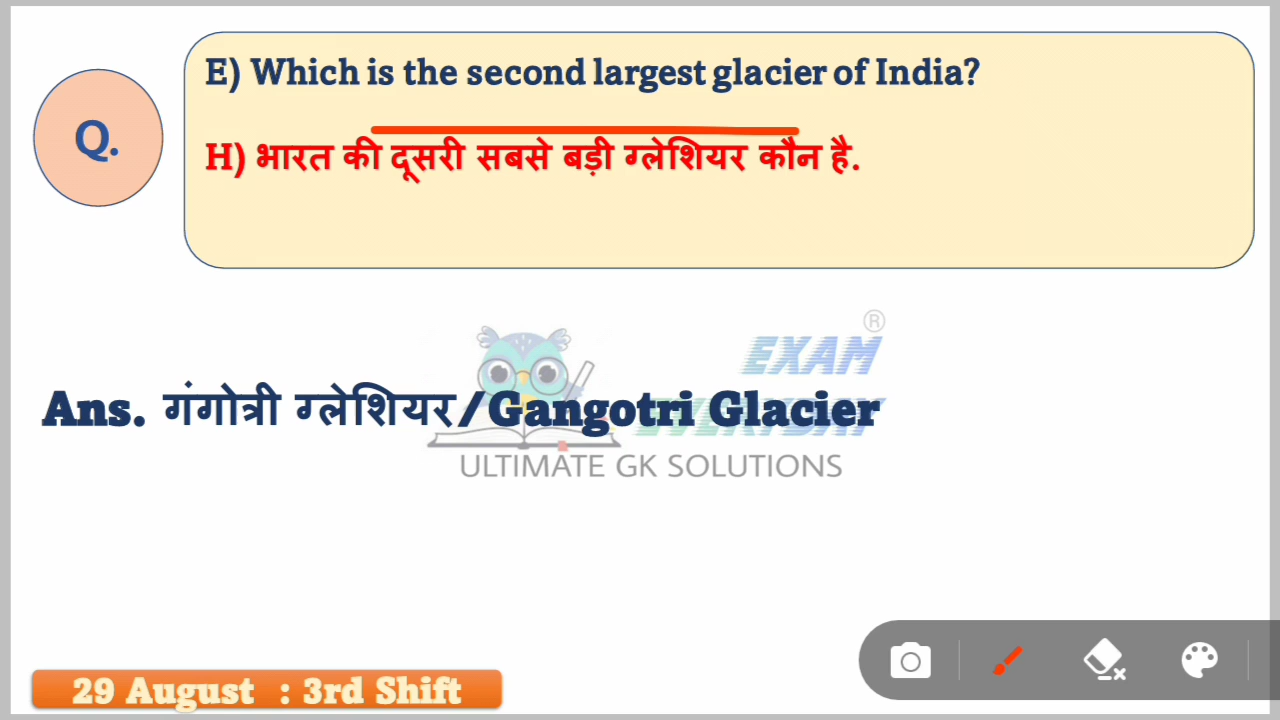 Q.
E) Which is the second largest glacier of India?
H) भारत की दूसरी सबसे बड़ी ग्लेशियर कौन है.
®
EXAM
EVERYDAY
Ans. गंगोत्री ग्लेशियर/Gangotri Glacier
ULTIMATE GK SOLUTIONS
29 August : 3rd Shift